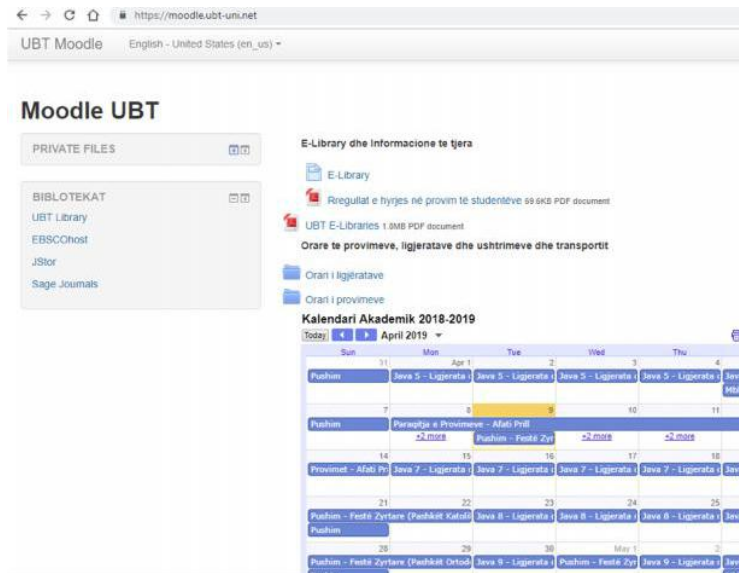 https://moodle.ubt-uni.net
UBT Moodle English - United States (en_us)
Moodle UBT
PRIVATE FILES
BIBLOTEKAT
UBT Library
EBSCOhost
JStor
Sage Journals
E-Library dhe Informacione te tjera
E-Library
Rregullat e hyrjes në provim të studentëve 69.6KB PDF document
UBT E-Libraries 1.0MB PDF document
Orare te provimeve, ligjeratave dhe ushtrimeve dhe transportit
Orari i ligjëratave
Orari i provimeve
Kalendari Akademik 2018-2019
Today April 2019
Sun Mon Tue Wed Thu
31 Apr 1 2 3 4
Pushim Java 5 - Ligjerata Java 5 - Ligjerata Java 5 - Ligjerata Java 5 - Ligjerata
7 8 9 10 11
Pushim Paraqitja e Provimeve - Afati Prill
+2 more Pushim - Festë Zyr +2 more +2 more
14 15 16 17 18
Provimet - Afati Pri Java 7 - Ligjerata Java 7 - Ligjerata Java 7 - Ligjerata Java 7 - Ligjerata
21 22 23 24 25
Pushim - Festë Zyrtare (Pashkët Katoli Java 8 - Ligjerata Java 8 - Ligjerata Java 8 - Ligjerata
Pushim
28 29 30 May 1 2
Pushim - Festë Zyrtare (Pashkët Ortod Java 9 - Ligjerata Pushim - Festë Zyr Java 9 - Ligjerata